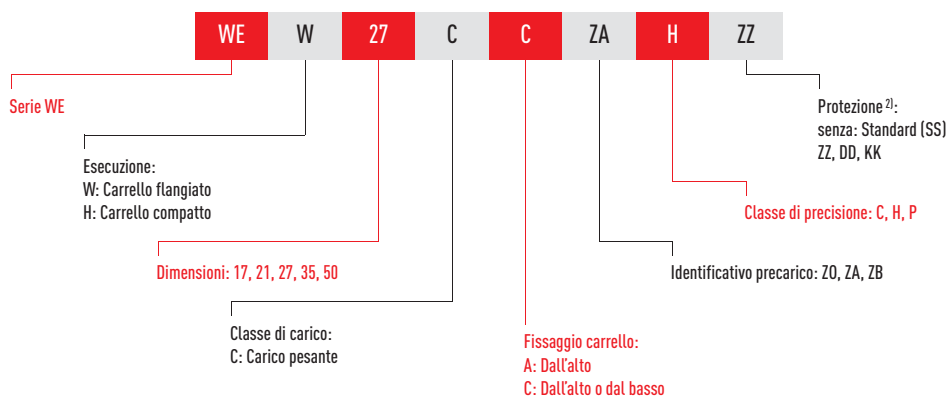 WE W 27 C C ZA H ZZ
Serie WE
Protezione 2):
senza: Standard (SS)
ZZ, DD, KK
Esecuzione:
W: Carrello flangiato
H: Carrello compatto
Classe di precisione: C, H, P
Dimensioni: 17, 21, 27, 35, 50
Identificativo precarico: Z0, ZA, ZB
Classe di carico:
C: Carico pesante
Fissaggio carrello:
A: Dall'alto
C: Dall'alto o dal basso